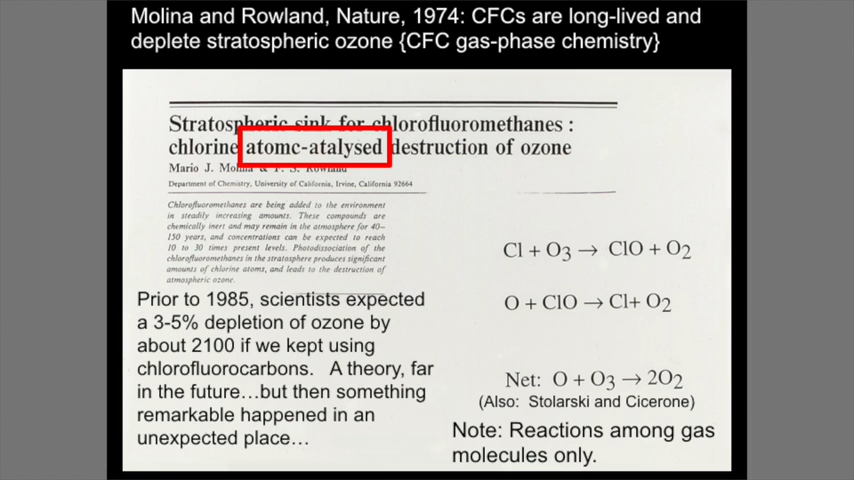 Molina and Rowland, Nature, 1974: CFCs are long-lived and
deplete stratospheric ozone {CFC gas-phase chemistry}
Stratospheric sink for chlorofluoromethanes :
chlorine atomc-atalysed destruction of ozone
Mario J. Molina & F. S. Rowland
Department of Chemistry, University of California, Irvine, California 92664
Chlorofluoromethanes are being added to the environment
in steadily increasing amounts. These compounds are
chemically inert and may remain in the atmosphere for 40–
150 years, and concentrations can be expected to reach
10 to 30 times present levels. Photodissociation of the
chlorofluoromethanes in the stratosphere produces significant
amounts of chlorine atoms, and leads to the destruction of
atmospheric ozone.
Prior to 1985, scientists expected
a 3-5% depletion of ozone by
about 2100 if we kept using
chlorofluorocarbons. A theory, far
in the future…but then something
remarkable happened in an
unexpected place…
Cl + O3 → ClO + O2
O + ClO → Cl+ O2
Net: O + O3 → 2O2
(Also: Stolarski and Cicerone)
Note: Reactions among gas
molecules only.